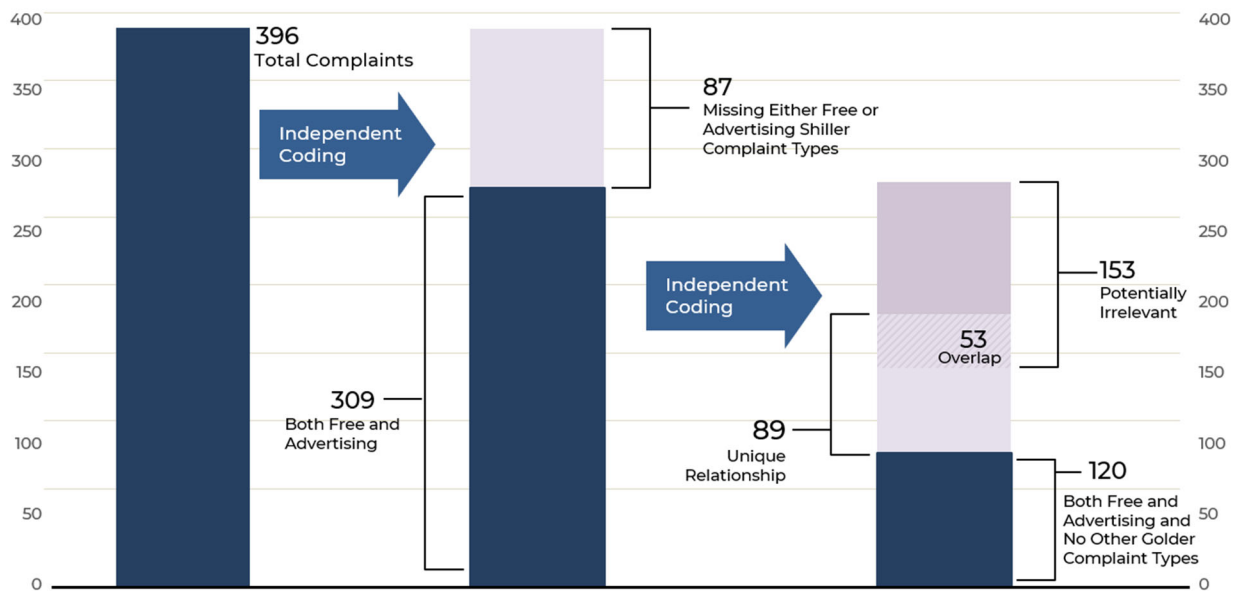 400
350
300
250
200
150
100
50
0
396
Total Complaints
Independent
Coding
87
Missing Either Free or
Advertising Shiller
Complaint Types
309
Both Free and
Advertising
Independent
Coding
153
Potentially
Irrelevant
53
Overlap
89
Unique
Relationship
120
Both Free and
Advertising and
No Other Golder
Complaint Types
400
350
300
250
200
150
100
50
0